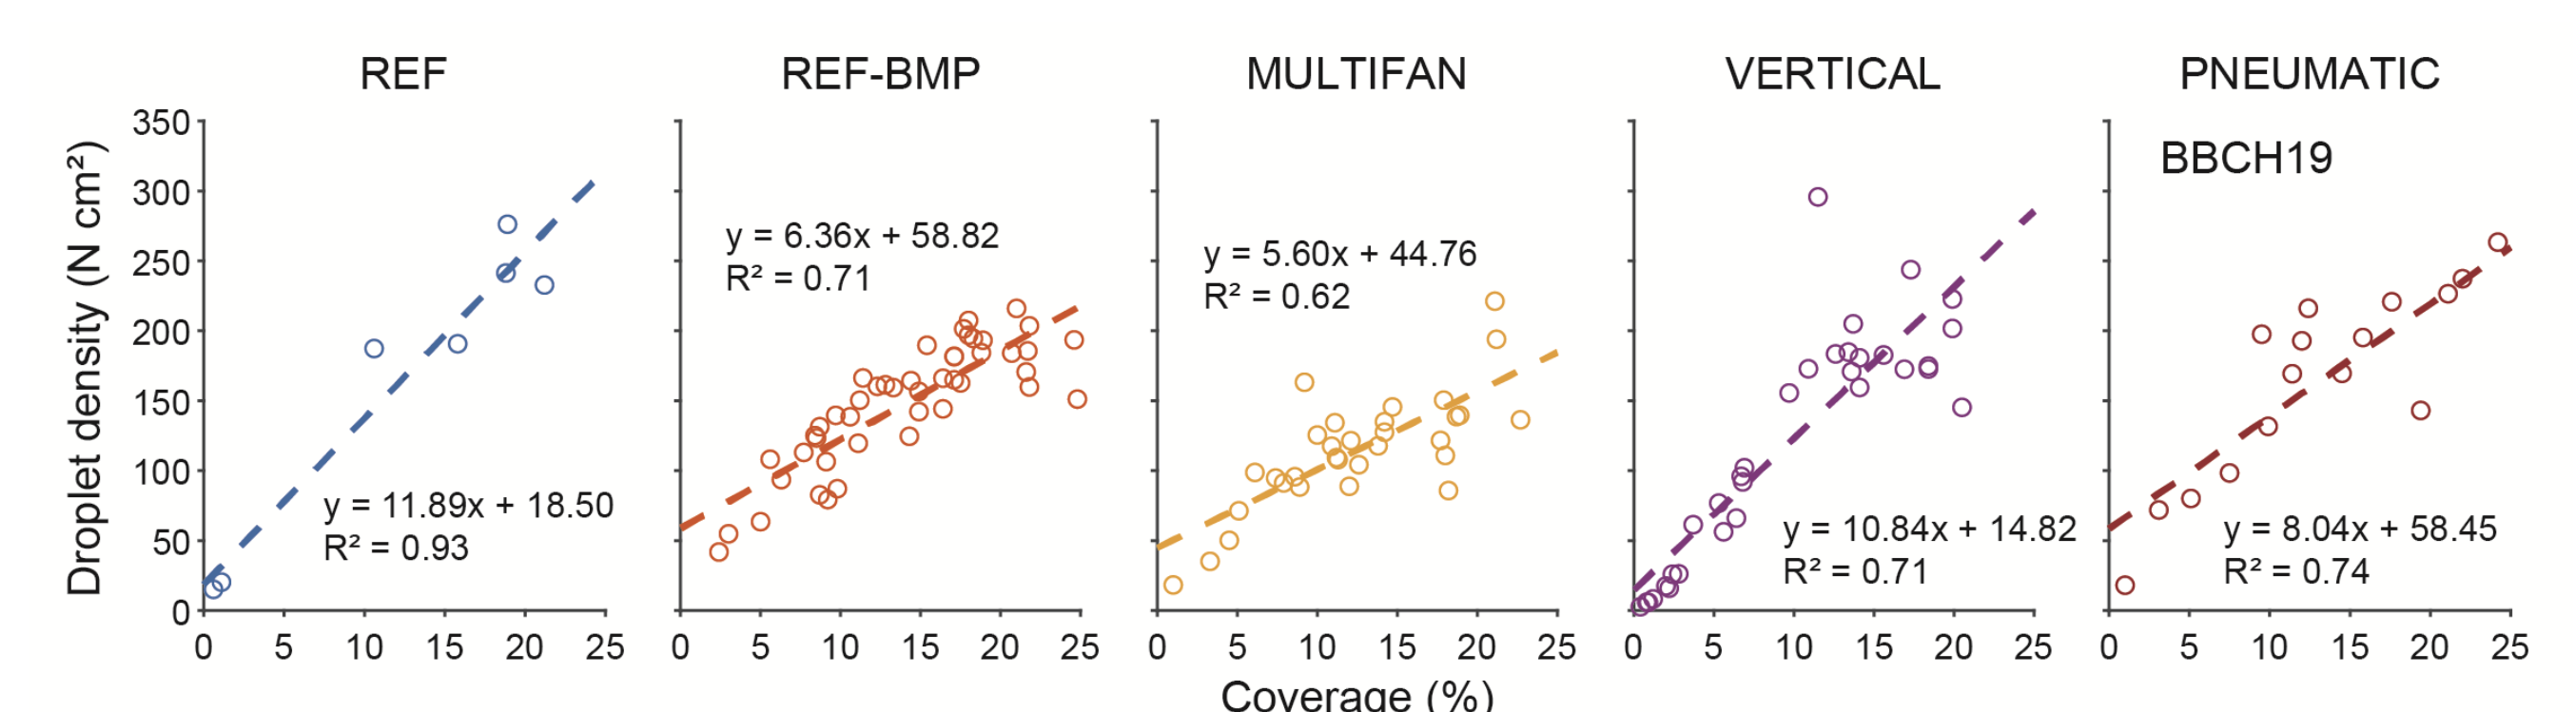 REF
REF-BMP
MULTIFAN
VERTICAL
PNEUMATIC
BBCH19
Droplet density (N cm²)
350
300
250
200
150
100
50
0
y = 11.89x + 18.50
R² = 0.93
y = 6.36x + 58.82
R² = 0.71
y = 5.60x + 44.76
R² = 0.62
y = 10.84x + 14.82
R² = 0.71
y = 8.04x + 58.45
R² = 0.74
0 5 10 15 20 25
0 5 10 15 20 25
0 5 10 15 20 25
0 5 10 15 20 25
0 5 10 15 20 25
Coverage (%)